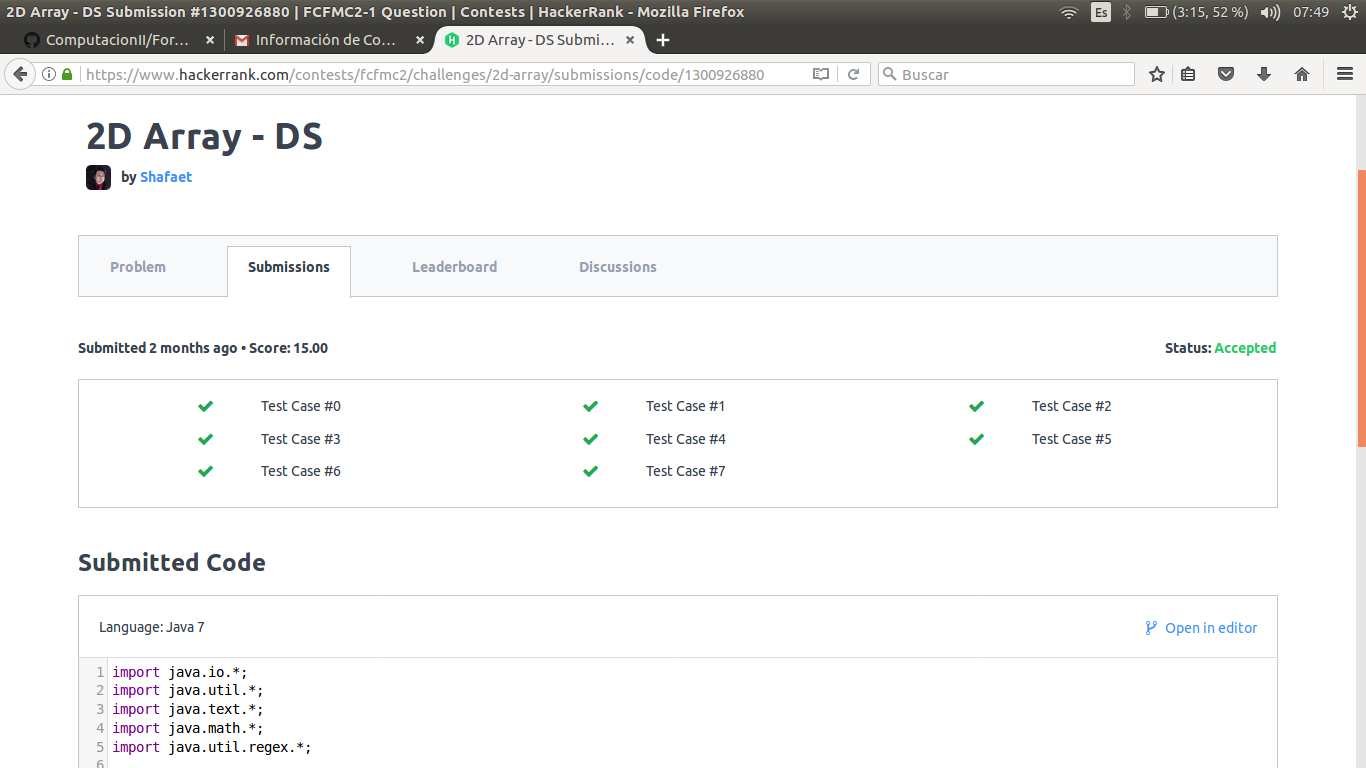 2D Array - DS Submission #1300926880 | FCFMC2-1 Question | Contests | HackerRank - Mozilla Firefox
Es
(3:15, 52 %)
07:49
ComputacionII/For...
Información de Co...
2D Array - DS Submi...
https://www.hackerrank.com/contests/fcfmc2/challenges/2d-array/submissions/code/1300926880
Buscar
2D Array - DS
by Shafaet
Problem
Submissions
Leaderboard
Discussions
Submitted 2 months ago • Score: 15.00
Status: Accepted
Test Case #0
Test Case #1
Test Case #2
Test Case #3
Test Case #4
Test Case #5
Test Case #6
Test Case #7
Submitted Code
Language: Java 7
Open in editor
1 import java.io.*;
2 import java.util.*;
3 import java.text.*;
4 import java.math.*;
5 import java.util.regex.*;
6